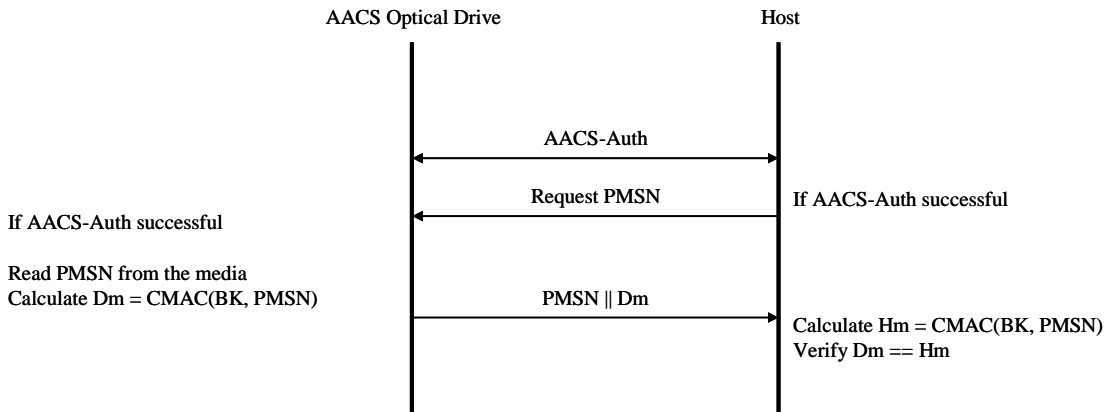 AACS Optical Drive
Host
AACS-Auth
Request PMSN
If AACS-Auth successful
If AACS-Auth successful
Read PMSN from the media
Calculate Dm = CMAC(BK, PMSN)
PMSN || Dm
Calculate Hm = CMAC(BK, PMSN)
Verify Dm == Hm